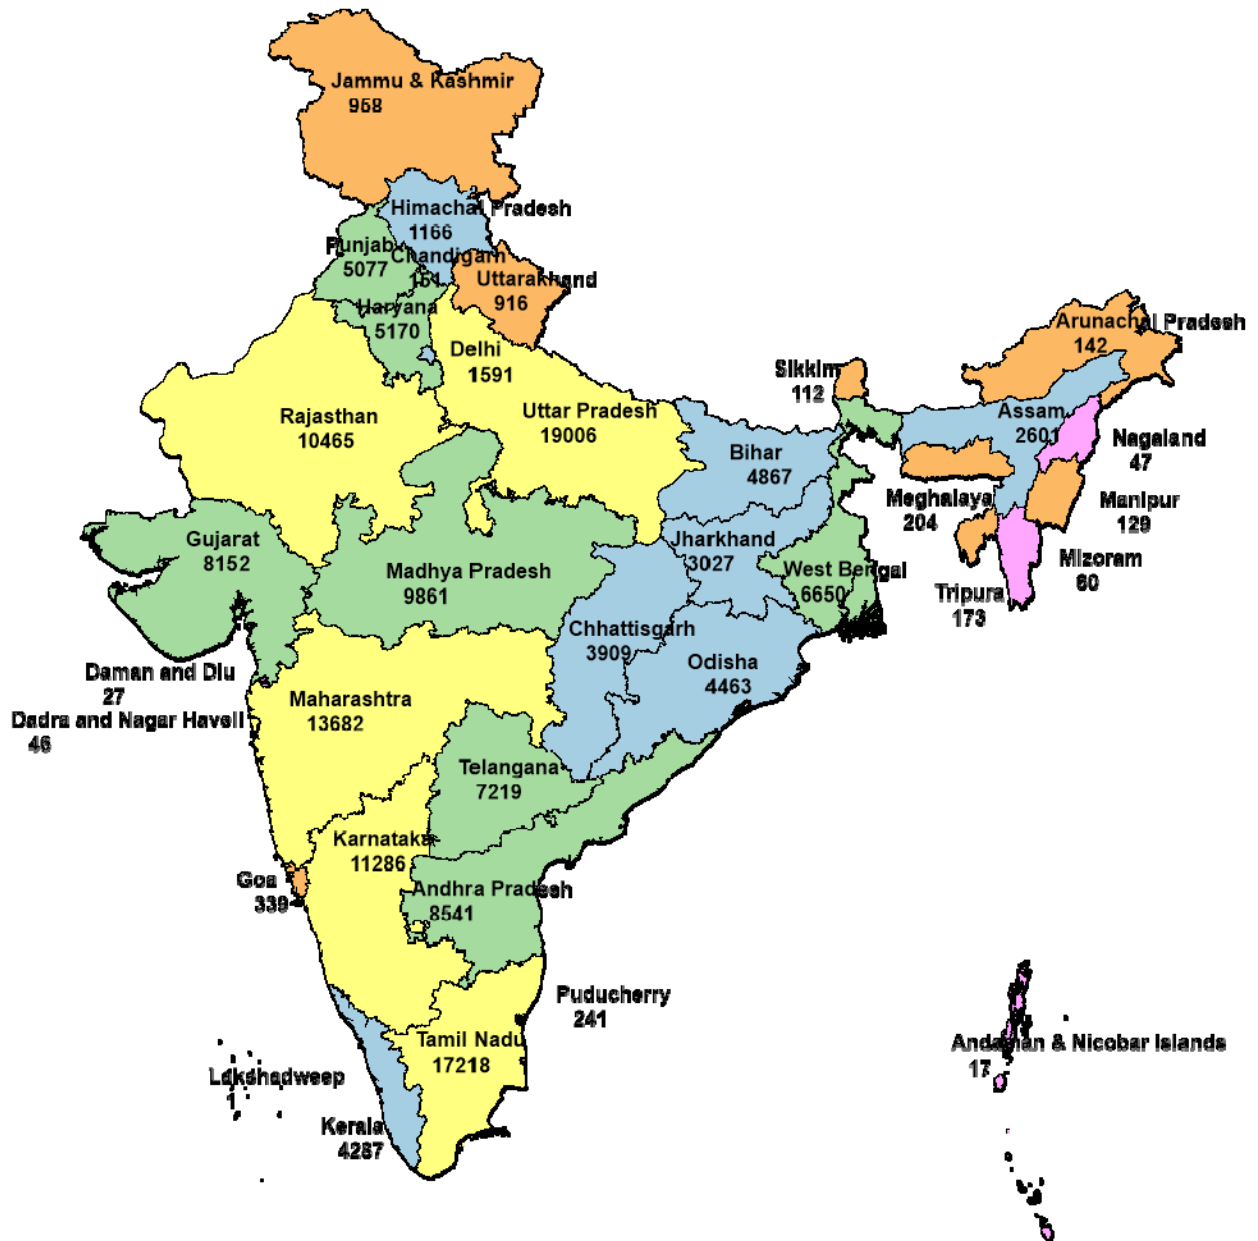 Jammu & Kashmir
958
Himachal Pradesh
1166
Punjab
5077
Chandigarh
151
Uttarakhand
916
Haryana
5170
Arunachal Pradesh
142
Delhi
1591
Sikkim
112
Uttar Pradesh
19006
Rajasthan
10465
Assam
2601
Nagaland
47
Bihar
4867
Meghalaya
204
Manipur
129
Gujarat
8152
Jharkhand
3027
Mizoram
60
Madhya Pradesh
9861
West Bengal
6650
Tripura
173
Chhattisgarh
3909
Odisha
4463
Daman and Diu
27
Maharashtra
13682
Dadra and Nagar Haveli
46
Telangana
7219
Karnataka
11286
Goa
339
Andhra Pradesh
8541
Puducherry
241
Tamil Nadu
17218
Andaman & Nicobar Islands
17
Lakshadweep
1
Kerala
4287